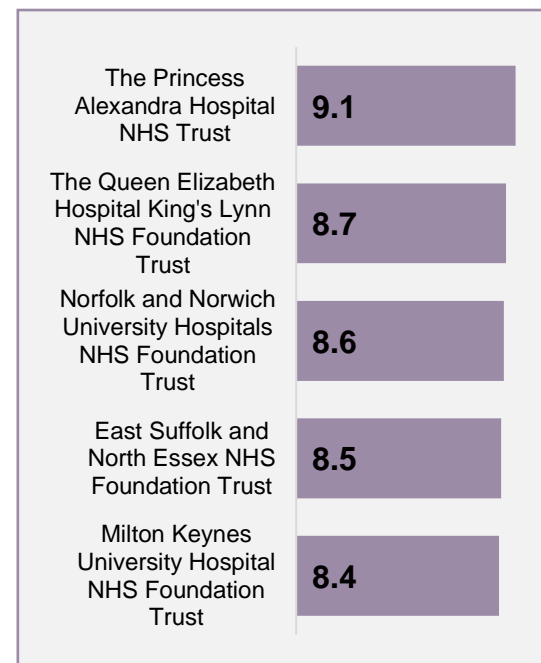 The Princess
Alexandra Hospital
NHS Trust
9.1
The Queen Elizabeth
Hospital King's Lynn
NHS Foundation
Trust
8.7
Norfolk and Norwich
University Hospitals
NHS Foundation
Trust
8.6
East Suffolk and
North Essex NHS
Foundation Trust
8.5
Milton Keynes
University Hospital
NHS Foundation
Trust
8.4